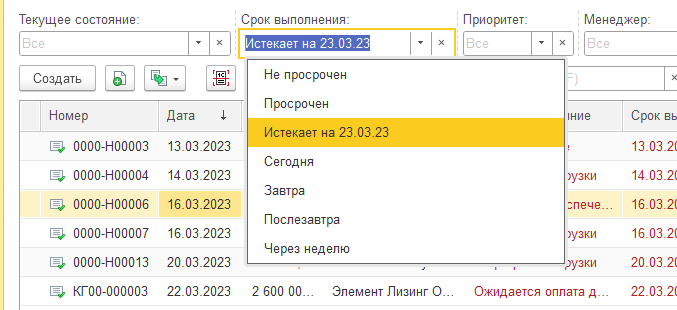 Текущее состояние: Срок выполнения: Приоритет: Менеджер:
Все Истекает на 23.03.23 Все Все
Создать F)
Не просрочен
Просрочен
Истекает на 23.03.23
Сегодня
Завтра
Послезавтра
Через неделю
Номер Дата ние Срок вы
0000-Н00003 13.03.2023 е 13.03.20
0000-Н00004 14.03.2023 рузки 14.03.20
0000-Н00006 16.03.2023 спече... 16.03.20
0000-Н00007 16.03.2023 рузки 16.03.20
0000-Н00013 20.03.2023 рузки 20.03.20
КГ00-000003 22.03.2023 2 600 00... Элемент Лизинг О... Ожидается оплата д... 22.03.20